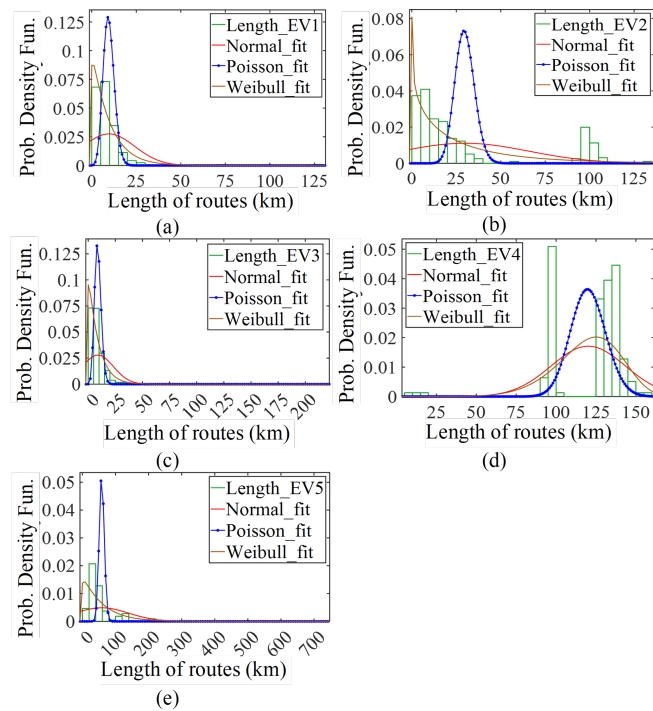 Prob. Density Fun.
0.125
0.1
0.075
0.05
0.025
0
0 25 50 75 100 125
Length_EV1
Normal_fit
Poisson_fit
Weibull_fit
Length of routes (km)
(a)
Prob. Density Fun.
0.08
0.06
0.04
0.02
0
0 25 50 75 100 125
Length_EV2
Normal_fit
Poisson_fit
Weibull_fit
Length of routes (km)
(b)
Prob. Density Fun.
0.125
0.1
0.075
0.05
0.025
0
0 25 50 75 100 125 150 175 200
Length_EV3
Normal_fit
Poisson_fit
Weibull_fit
Length of routes (km)
(c)
Prob. Density Fun.
0.05
0.04
0.03
0.02
0.01
0
0 25 50 75 100 125 150
Length_EV4
Normal_fit
Poisson_fit
Weibull_fit
Length of routes (km)
(d)
Prob. Density Fun.
0.05
0.04
0.03
0.02
0.01
0
0 100 200 300 400 500 600 700
Length_EV5
Normal_fit
Poisson_fit
Weibull_fit
Length of routes (km)
(e)